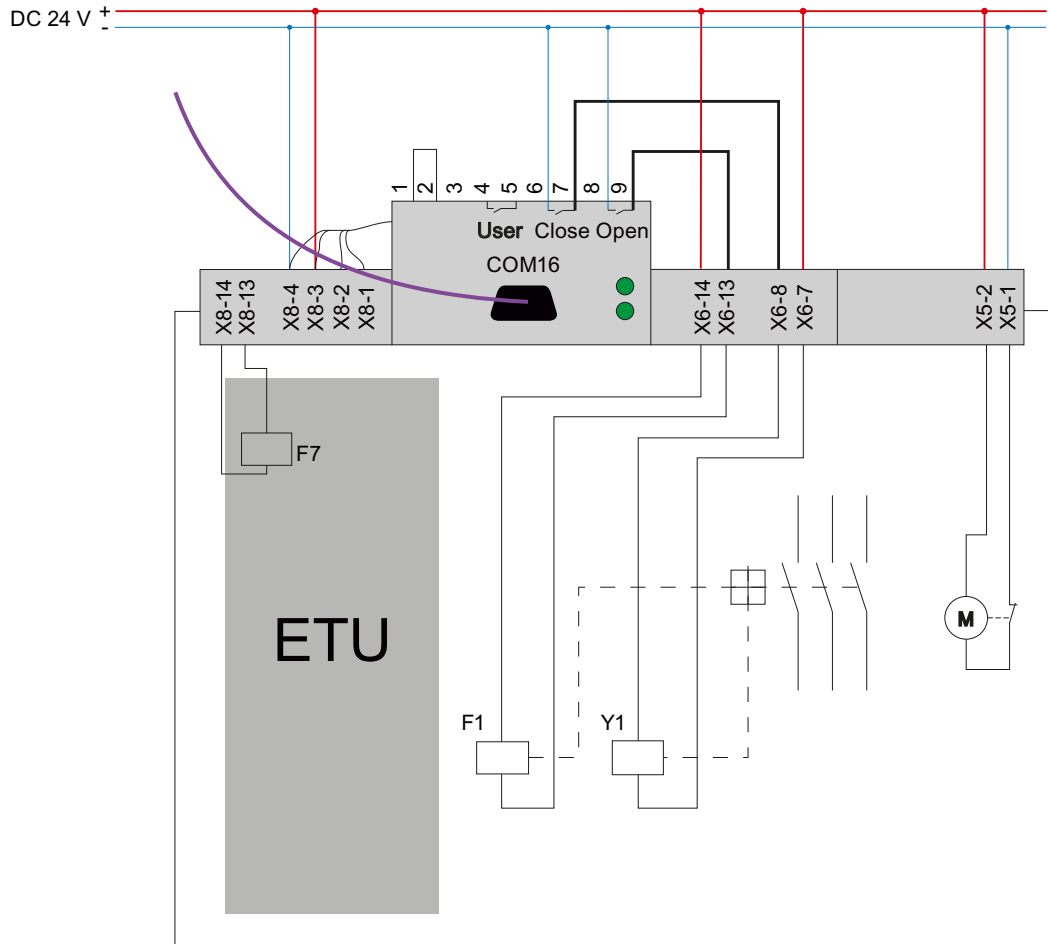 DC 24 V + -
1 2 3 4 5 6 7 8 9
User Close Open
COM16
X8-14 X8-13 X8-4 X8-3 X8-2 X8-1 X6-14 X6-13 X6-8 X6-7 X5-2 X5-1
F7
ETU
M
F1 Y1